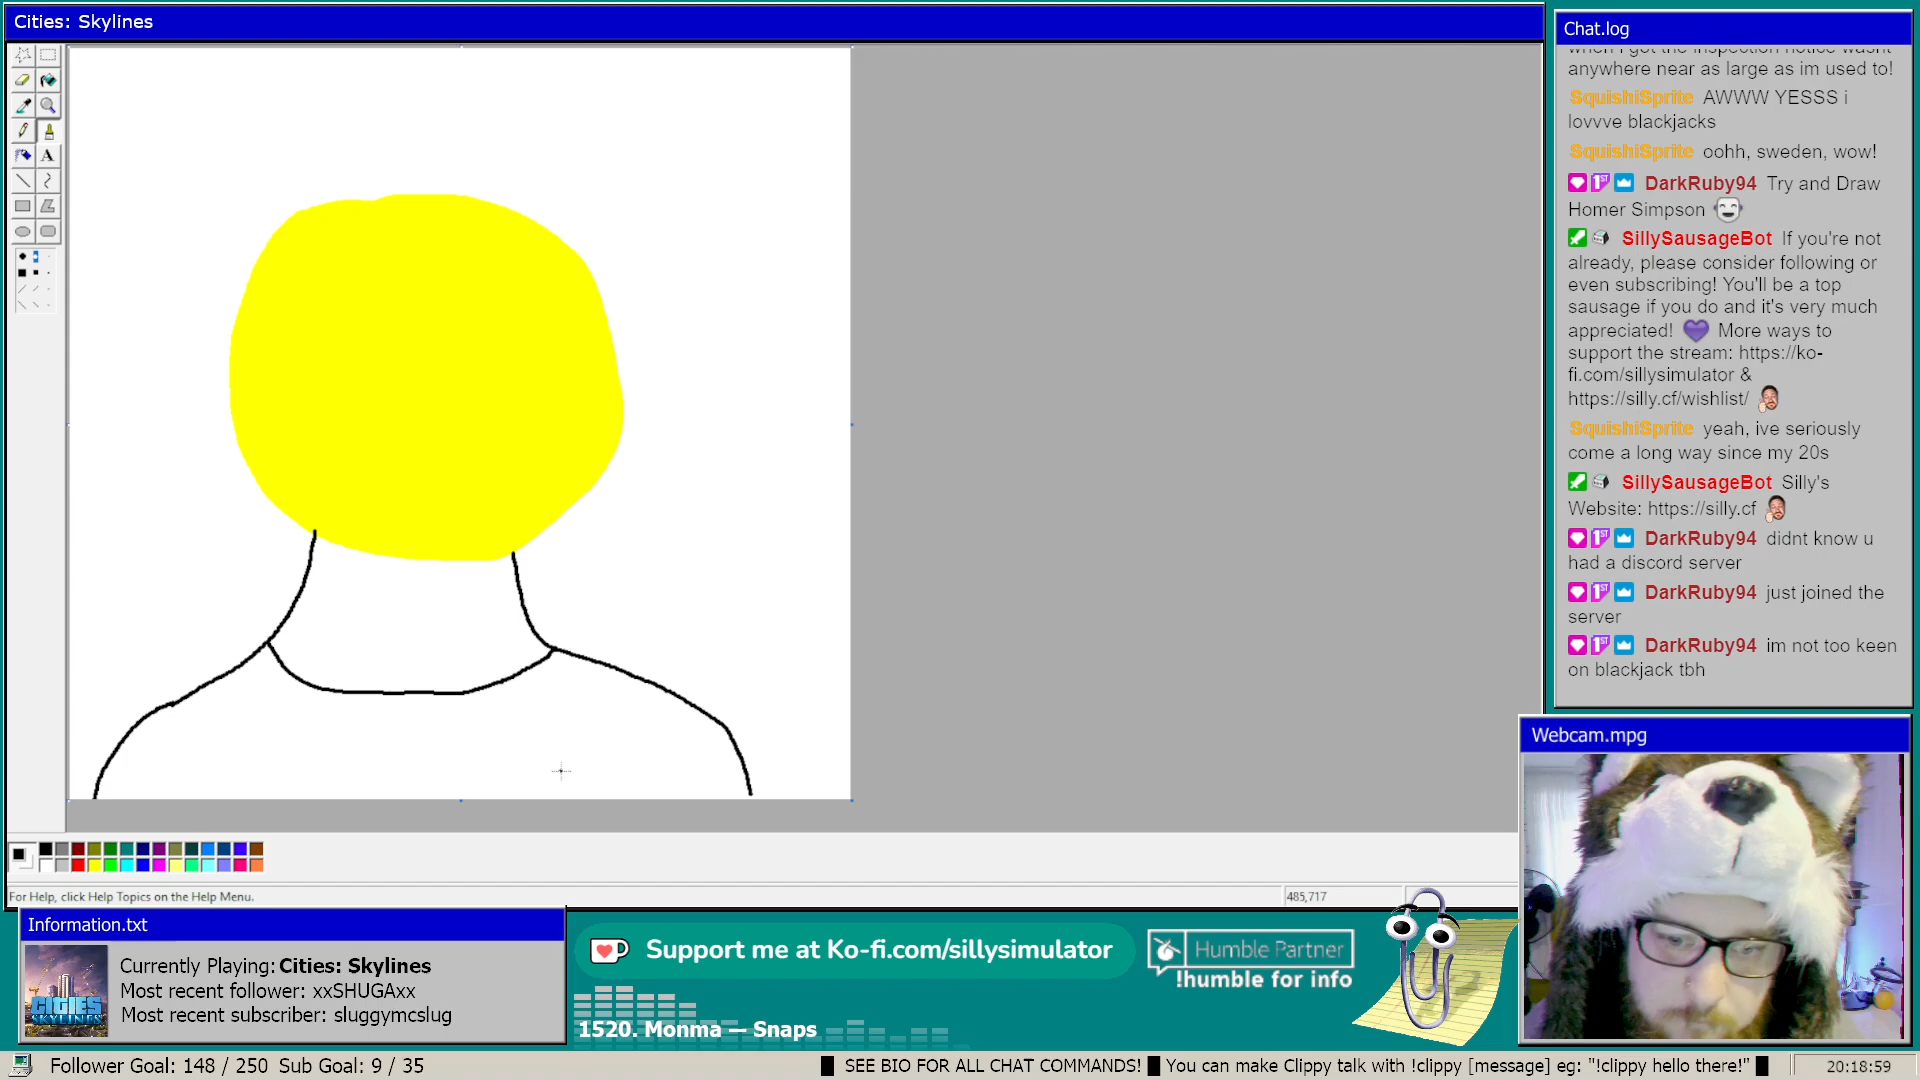 Cities: Skylines
Chat.log
when I got the inspection notice wasnt
anywhere near as large as im used to!
SquishiSprite AWWW YESSS i
lovvve blackjacks
SquishiSprite oohh, sweden, wow!
DarkRuby94 Try and Draw
Homer Simpson
SillySausageBot If you're not
already, please consider following or
even subscribing! You'll be a top
sausage if you do and it's very much
appreciated! More ways to
support the stream: https://ko-
fi.com/sillysimulator &
https://silly.cf/wishlist/
SquishiSprite yeah, ive seriously
come a long way since my 20s
SillySausageBot Silly's
Website: https://silly.cf
DarkRuby94 didnt know u
had a discord server
DarkRuby94 just joined the
server
DarkRuby94 im not too keen
on blackjack tbh
Webcam.mpg
A
For Help, click Help Topics on the Help Menu.
485,717
Information.txt
Currently Playing: Cities: Skylines
Most recent follower: xxSHUGAxx
Most recent subscriber: sluggymcslug
CITIES
SKYLINES
Support me at Ko-fi.com/sillysimulator
Humble Partner
!humble for info
1520. Monma — Snaps
Follower Goal: 148 / 250 Sub Goal: 9 / 35
SEE BIO FOR ALL CHAT COMMANDS!
You can make Clippy talk with !clippy [message] eg: "!clippy hello there!"
20:18:59